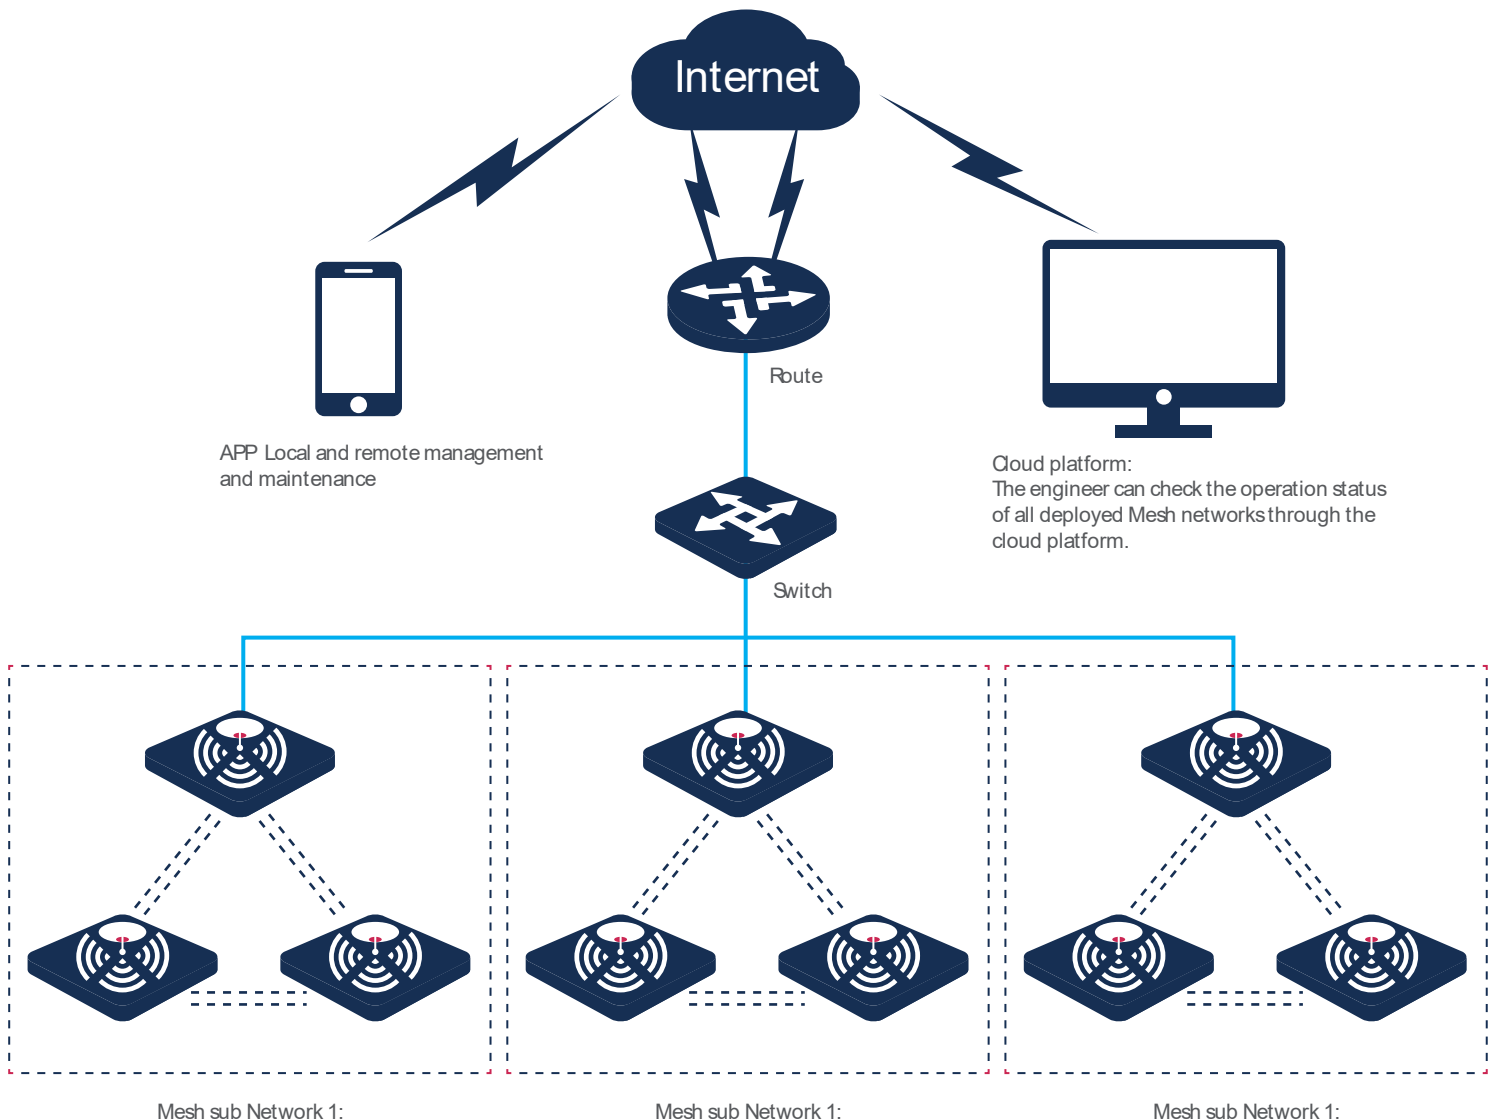 Internet
Route
APP Local and remote management
and maintenance
Cloud platform:
The engineer can check the operation status
of all deployed Mesh networks through the
cloud platform.
Switch
Mesh sub Network 1:
Mesh sub Network 1:
Mesh sub Network 1: